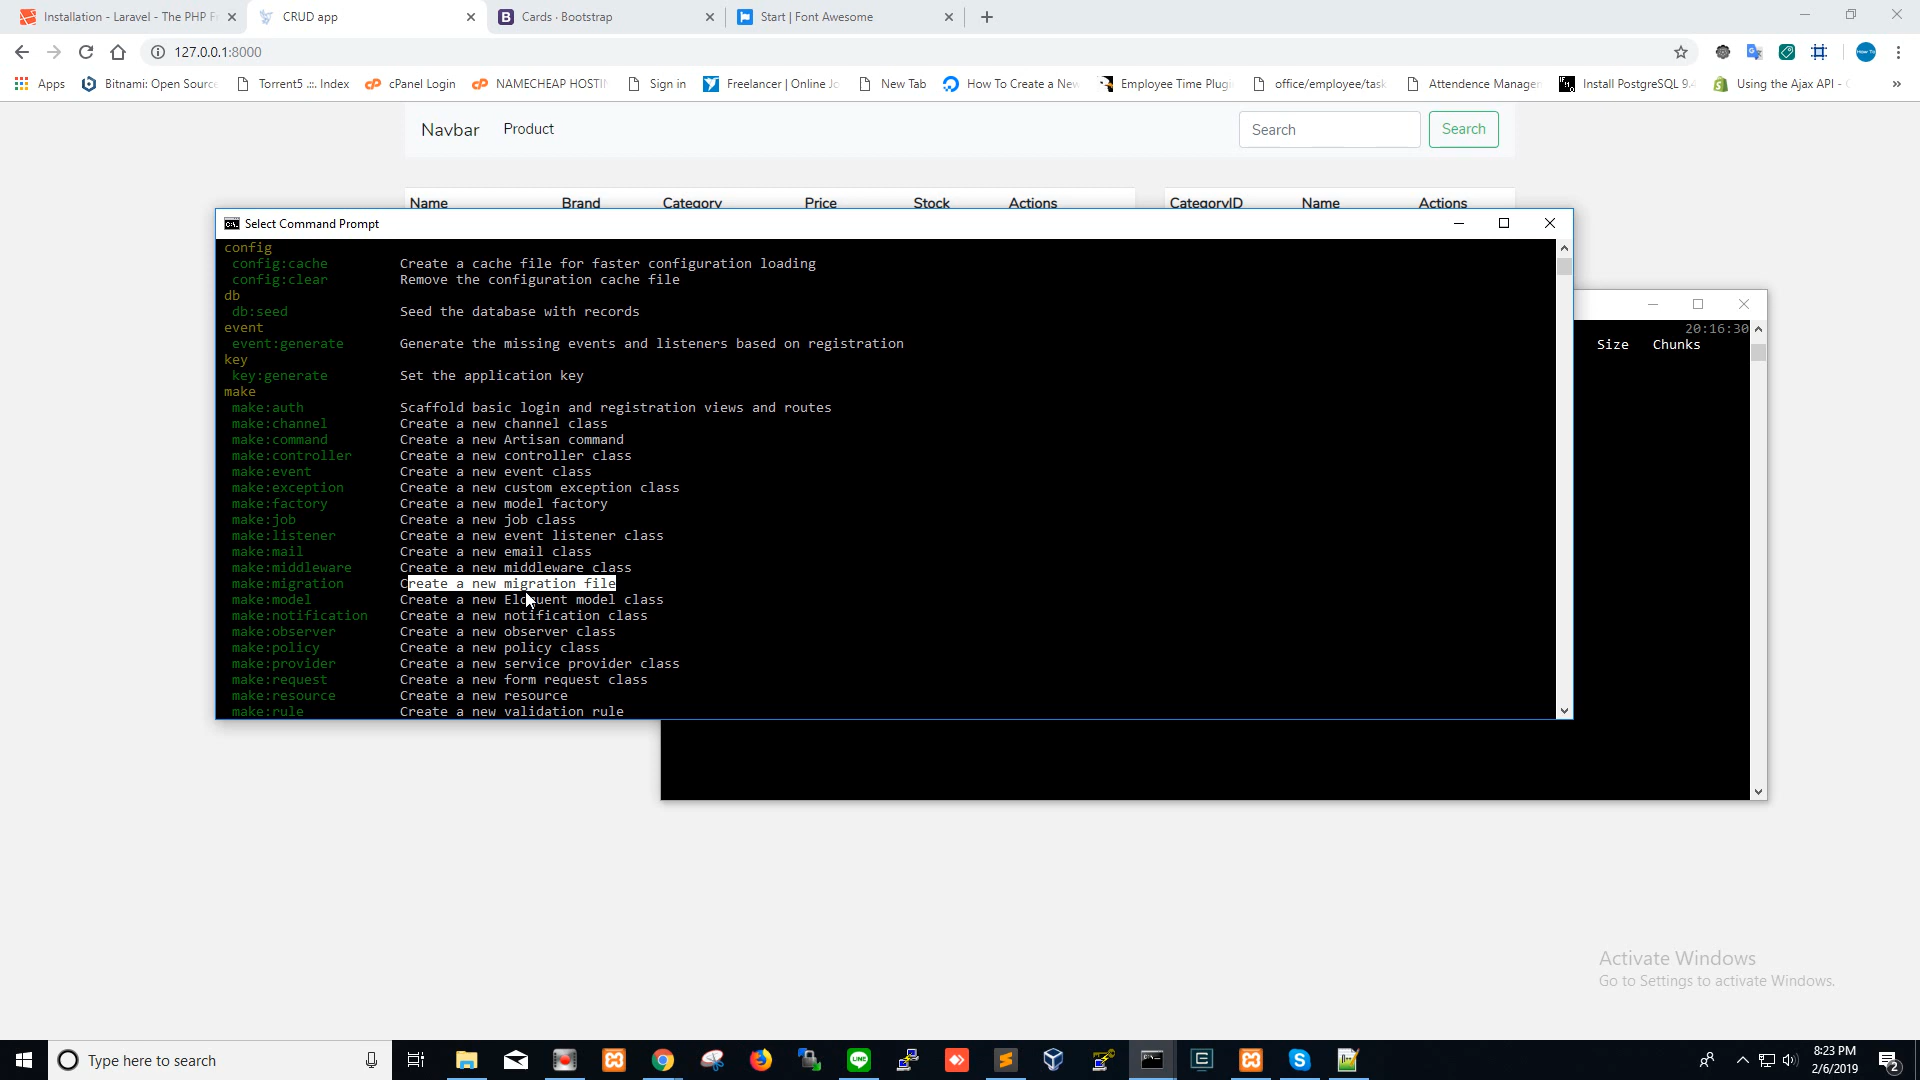 Installation - Laravel - The PHP F
CRUD app
Cards · Bootstrap
Start | Font Awesome
127.0.0.1:8000
Apps
Bitnami: Open Source
Torrent5 .::. Index
cPanel Login
NAMECHEAP HOSTI
Sign in
Freelancer | Online Jo
New Tab
How To Create a New
Employee Time Plugi
office/employee/task
Attendence Manager
Install PostgreSQL 9.4
Using the Ajax API -
»
Navbar
Product
Search
Search
Name Brand Category Price Stock Actions
CategoryID Name Actions
Select Command Prompt
config
config:cache Create a cache file for faster configuration loading
config:clear Remove the configuration cache file
db
db:seed Seed the database with records
event
event:generate Generate the missing events and listeners based on registration
key
key:generate Set the application key
make
make:auth Scaffold basic login and registration views and routes
make:channel Create a new channel class
make:command Create a new Artisan command
make:controller Create a new controller class
make:event Create a new event class
make:exception Create a new custom exception class
make:factory Create a new model factory
make:job Create a new job class
make:listener Create a new event listener class
make:mail Create a new email class
make:middleware Create a new middleware class
make:migration Create a new migration file
make:model Create a new Eloquent model class
make:notification Create a new notification class
make:observer Create a new observer class
make:policy Create a new policy class
make:provider Create a new service provider class
make:request Create a new form request class
make:resource Create a new resource
make:rule Create a new validation rule
20:16:30
Size Chunks
Activate Windows
Go to Settings to activate Windows.
Type here to search
8:23 PM
2/6/2019
2